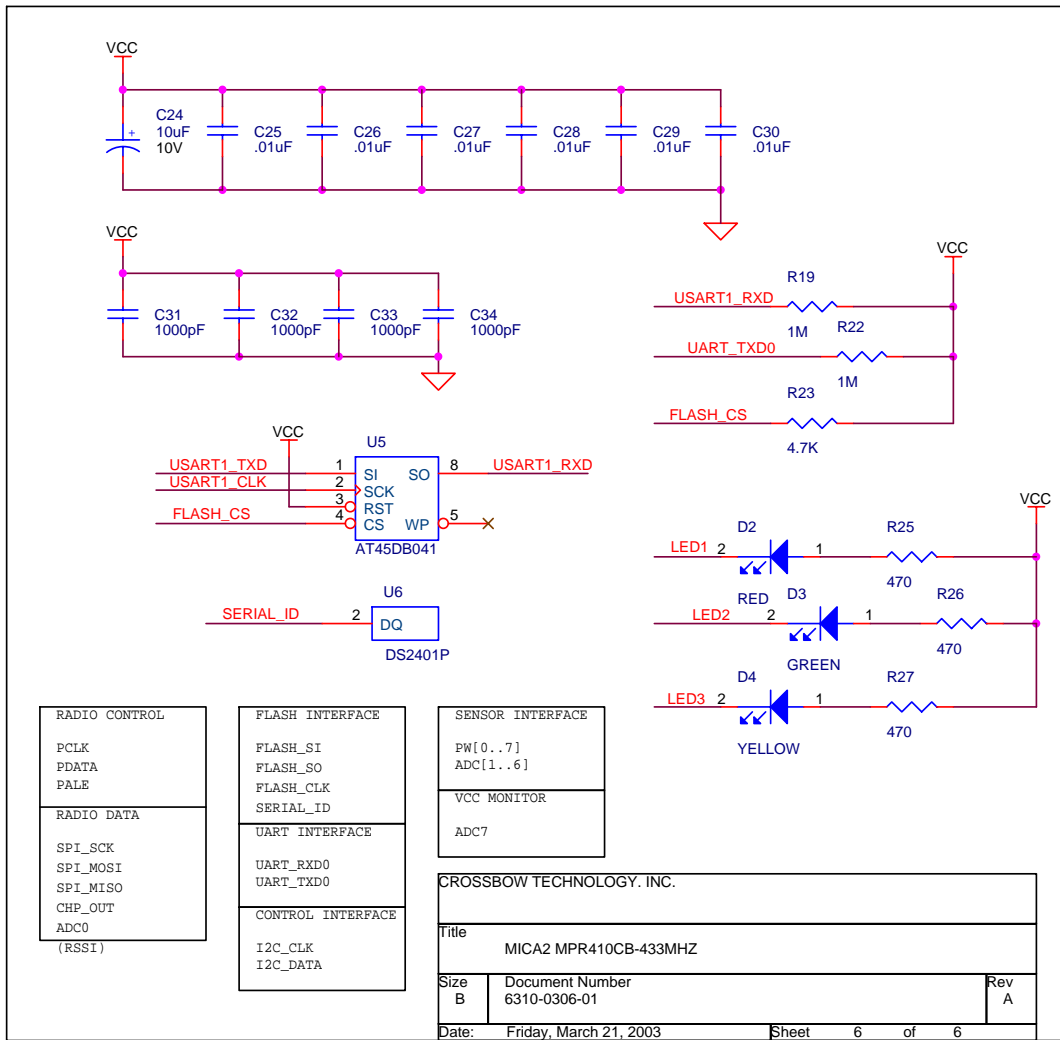 VCC
C24
10uF
10V
+
C25
.01uF
C26
.01uF
C27
.01uF
C28
.01uF
C29
.01uF
C30
.01uF
VCC
C31
1000pF
C32
1000pF
C33
1000pF
C34
1000pF
VCC
USART1_RXD
R19
1M
UART_TXD0
R22
1M
FLASH_CS
R23
4.7K
VCC
U5
USART1_TXD 1 SI
USART1_CLK 2 SCK
3 RST
FLASH_CS 4 CS
SO 8 USART1_RXD
WP 5
AT45DB041
U6
SERIAL_ID 2 DQ
DS2401P
VCC
LED1 2 D2 1 R25
RED 470
LED2 2 D3 1 R26
GREEN 470
LED3 2 D4 1 R27
YELLOW 470
RADIO CONTROL
PCLK
PDATA
PALE
RADIO DATA
SPI_SCK
SPI_MOSI
SPI_MISO
CHP_OUT
ADC0
(RSSI)
FLASH INTERFACE
FLASH_SI
FLASH_SO
FLASH_CLK
SERIAL_ID
UART INTERFACE
UART_RXD0
UART_TXD0
CONTROL INTERFACE
I2C_CLK
I2C_DATA
SENSOR INTERFACE
PW[0..7]
ADC[1..6]
VCC MONITOR
ADC7
CROSSBOW TECHNOLOGY. INC.
Title
MICA2 MPR410CB-433MHZ
Size
B
Document Number
6310-0306-01
Rev
A
Date: Friday, March 21, 2003
Sheet 6 of 6